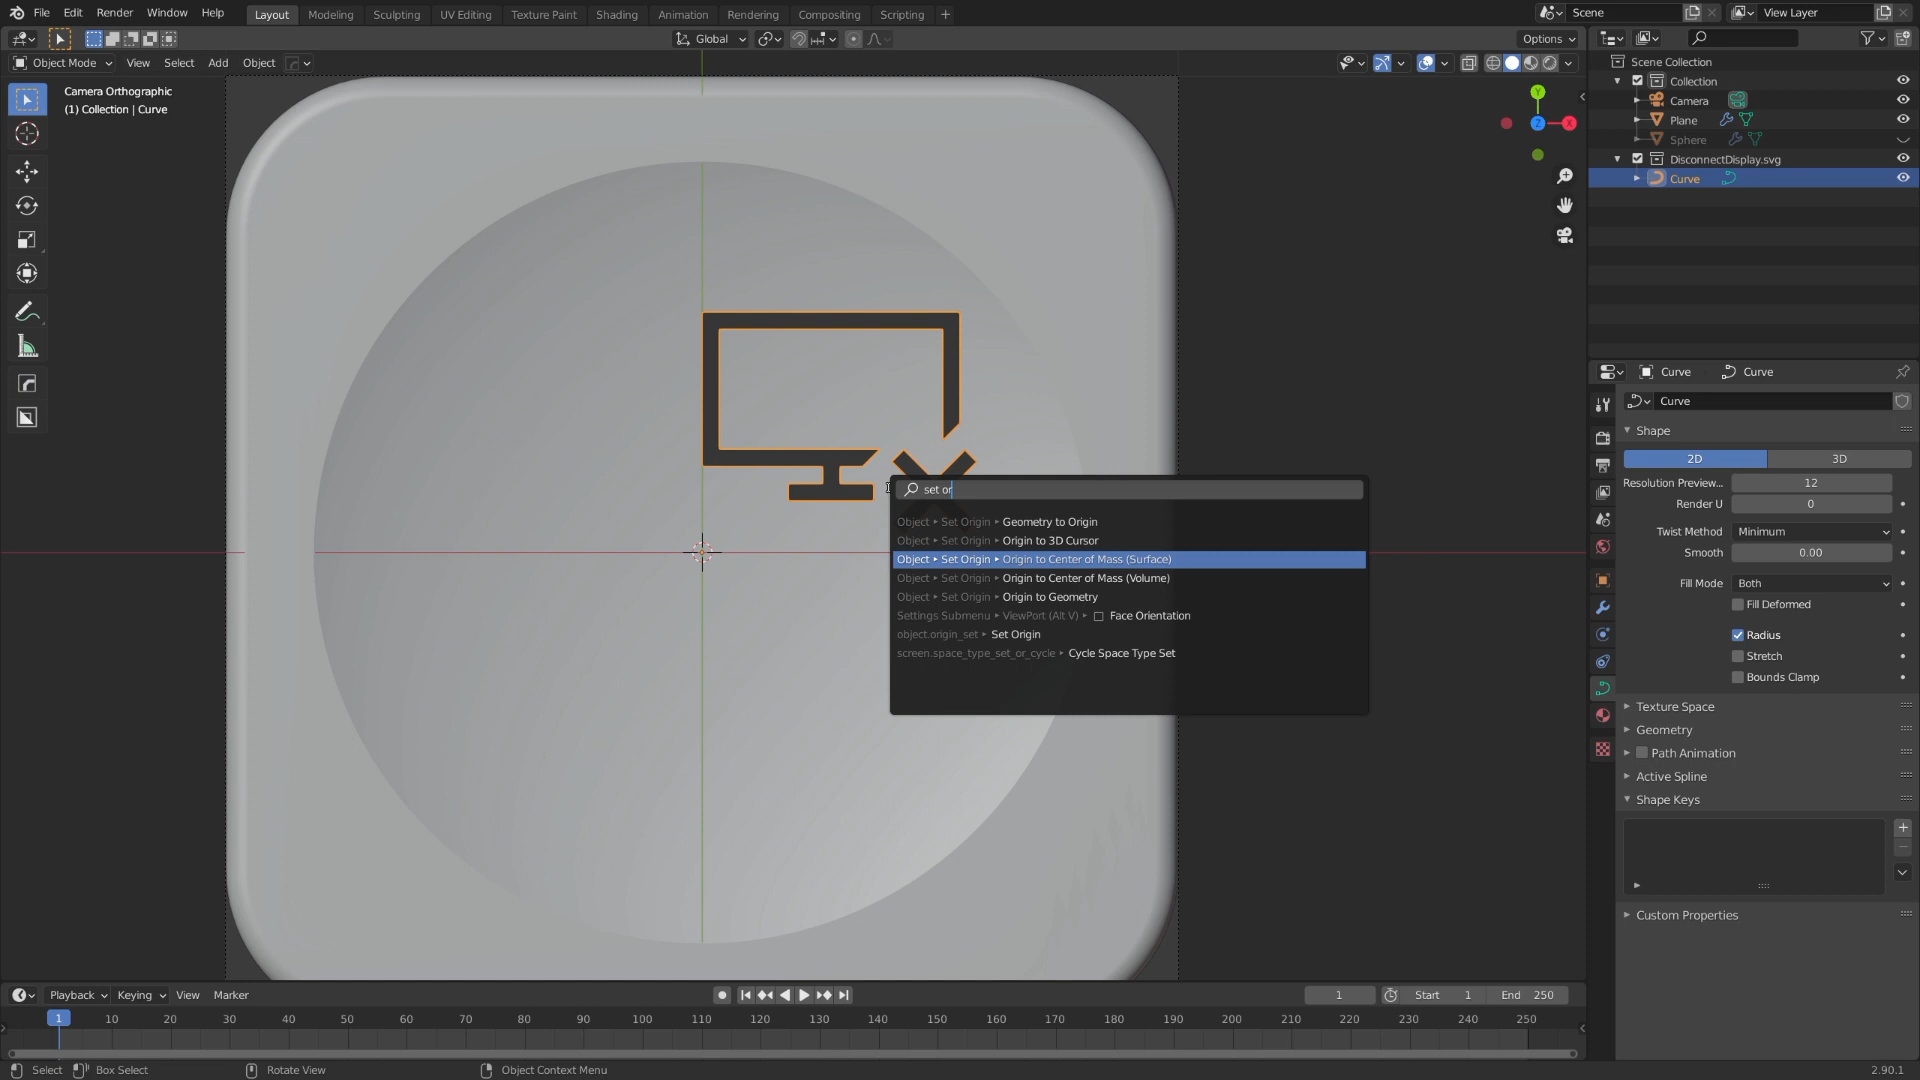 File Edit Render Window Help Layout Modeling Sculpting UV Editing Texture Paint Shading Animation Rendering Compositing Scripting + Scene View Layer
Global Options
Object Mode View Select Add Object
Camera Orthographic
(1) Collection | Curve
Y
Z
X
Scene Collection
Collection
Camera
Plane
Sphere
DisconnectDisplay.svg
Curve
set or
Object Set Origin Geometry to Origin
Object Set Origin Origin to 3D Cursor
Object Set Origin Origin to Center of Mass (Surface)
Object Set Origin Origin to Center of Mass (Volume)
Object Set Origin Origin to Geometry
Settings Submenu ViewPort (Alt V) Face Orientation
object.origin_set Set Origin
screen.space_type_set_or_cycle Cycle Space Type Set
Curve Curve
Curve
Shape
2D 3D
Resolution Preview... 12
Render U 0
Twist Method Minimum
Smooth 0.00
Fill Mode Both
Fill Deformed
Radius
Stretch
Bounds Clamp
Texture Space
Geometry
Path Animation
Active Spline
Shape Keys
Custom Properties
Playback Keying View Marker 1 Start 1 End 250
1 10 20 30 40 50 60 70 80 90 100 110 120 130 140 150 160 170 180 190 200 210 220 230 240 250
Select Box Select Rotate View Object Context Menu 2.90.1